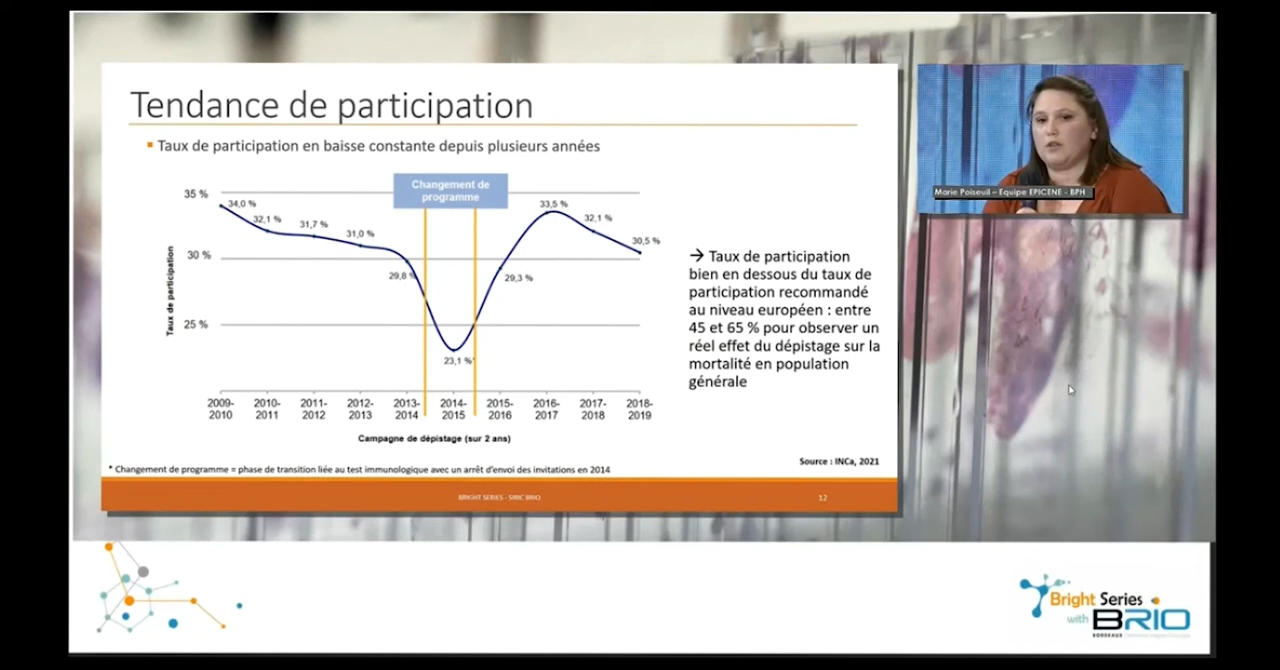 Tendance de participation
Taux de participation en baisse constante depuis plusieurs années
Changement de
programme
35 %
30 %
25 %
Taux de participation
34,0 %
32,1 %
31,7 %
31,0 %
29,8 %
23,1 %*
29,3 %
33,5 %
32,1 %
30,5 %
2009-
2010
2010-
2011
2011-
2012
2012-
2013
2013-
2014
2014-
2015
2015-
2016
2016-
2017
2017-
2018
2018-
2019
Campagne de dépistage (sur 2 ans)
→ Taux de participation
bien en dessous du taux de
participation recommandé
au niveau européen : entre
45 et 65 % pour observer un
réel effet du dépistage sur la
mortalité en population
générale
Source : INCa, 2021
* Changement de programme = phase de transition liée au test immunologique avec un arrêt d'envoi des invitations en 2014
BRIGHT SERIES - SIRIC BRIO
12
Marie Poiseuil – Equipe EPICENE - BPH
Bright Series
with BRIO
BORDEAUX